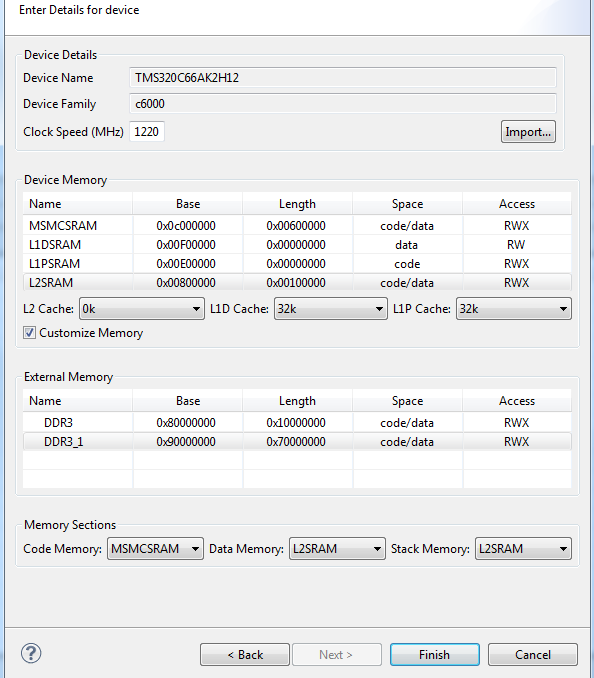 Enter Details for device
Device Details
Device Name TMS320C66AK2H12
Device Family c6000
Clock Speed (MHz) 1220 Import...
Device Memory
Name Base Length Space Access
MSMCSRAM 0x0c000000 0x00600000 code/data RWX
L1DSRAM 0x00F00000 0x00000000 data RW
L1PSRAM 0x00E00000 0x00000000 code RWX
L2SRAM 0x00800000 0x00100000 code/data RWX
L2 Cache: 0k L1D Cache: 32k L1P Cache: 32k
Customize Memory
External Memory
Name Base Length Space Access
DDR3 0x80000000 0x10000000 code/data RWX
DDR3_1 0x90000000 0x70000000 code/data RWX
Memory Sections
Code Memory: MSMCSRAM Data Memory: L2SRAM Stack Memory: L2SRAM
? < Back Next > Finish Cancel